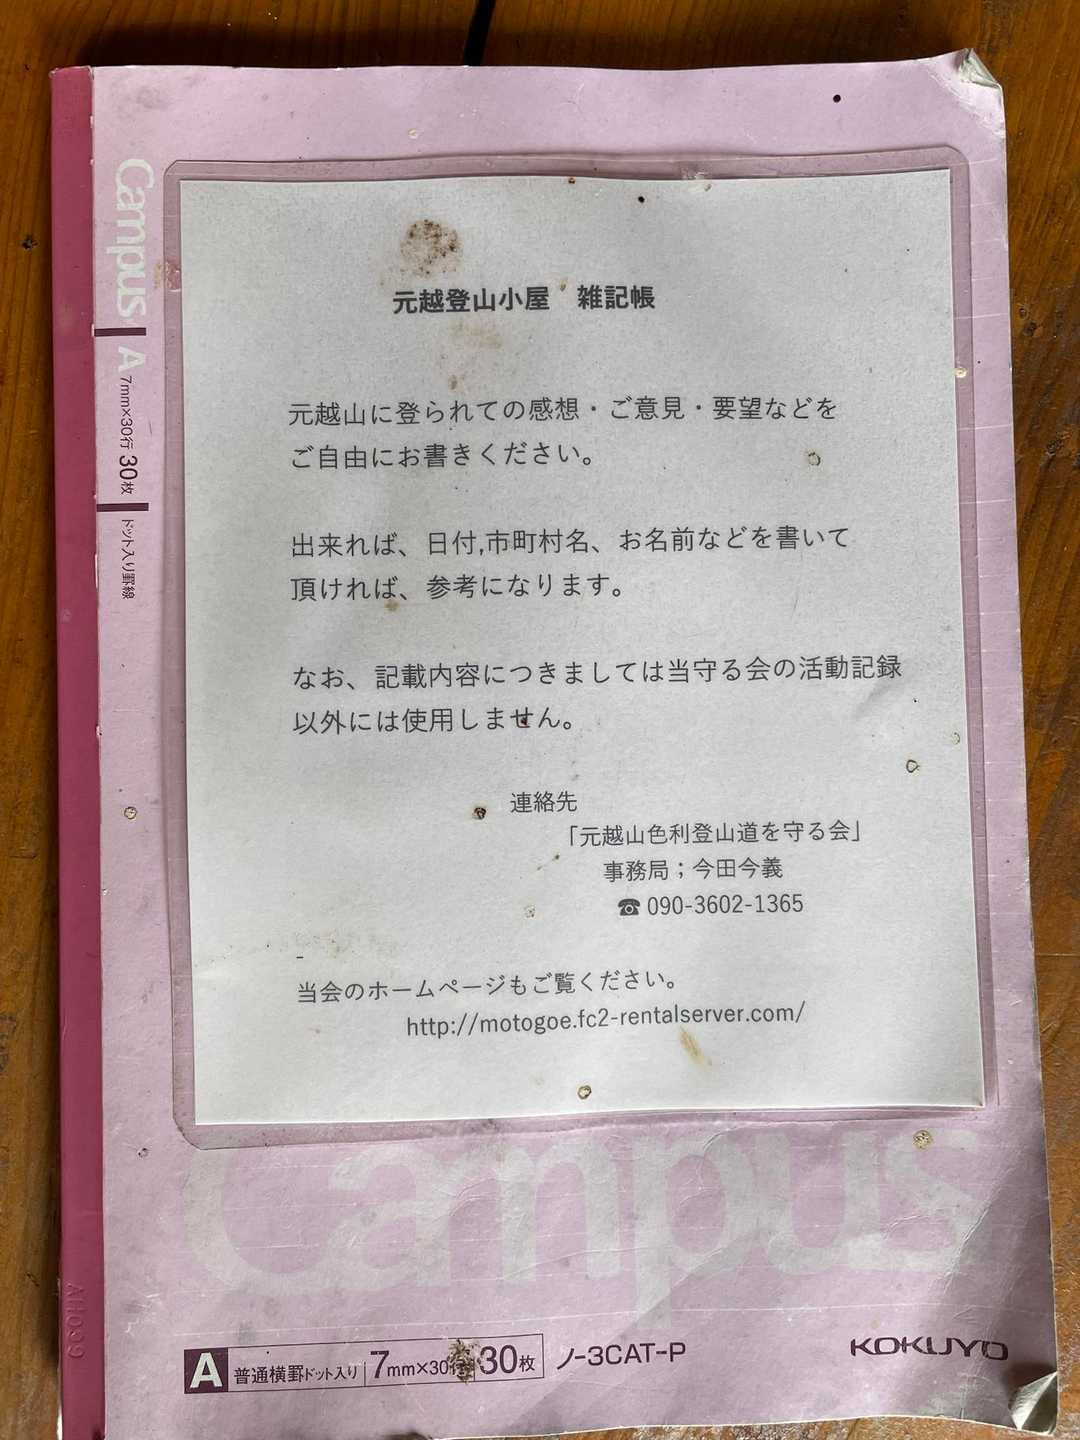 Campus A 7mm×30行 30枚 ドット入り罫線
元越登山小屋　雑記帳
元越山に登られての感想・ご意見・要望などを
ご自由にお書きください。
出来れば、日付,市町村名、お名前などを書いて
頂ければ、参考になります。
なお、記載内容につきましては当守る会の活動記録
以外には使用しません。
連絡先
「元越山色利登山道を守る会」
事務局；今田今義
☎ 090-3602-1365
-
当会のホームページもご覧ください。
http://motogoe.fc2-rentalserver.com/
Campus
A 普通横罫ドット入り 7mm×30行 30枚 ノ-3CAT-P
KOKUYO
AH099